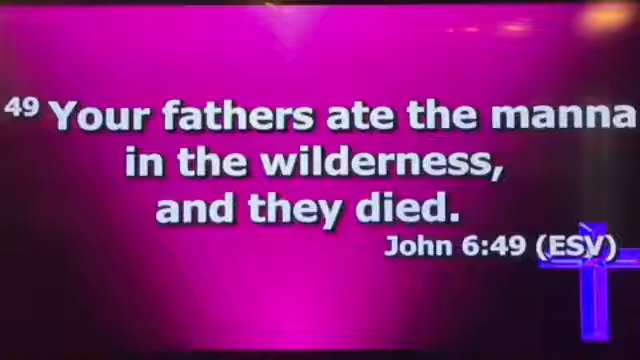 49 Your fathers ate the manna
in the wilderness,
and they died.
John 6:49 (ESV)